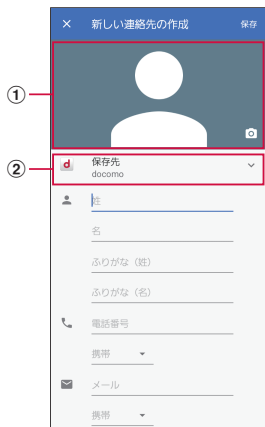 × 新しい連絡先の作成 保存
①
②
d 保存先
docomo
姓
名
ふりがな（姓）
ふりがな（名）
電話番号
携帯
メール
携帯